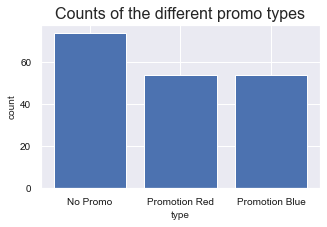 Counts of the different promo types
60
40
20
0
count
No Promo
Promotion Red
Promotion Blue
type